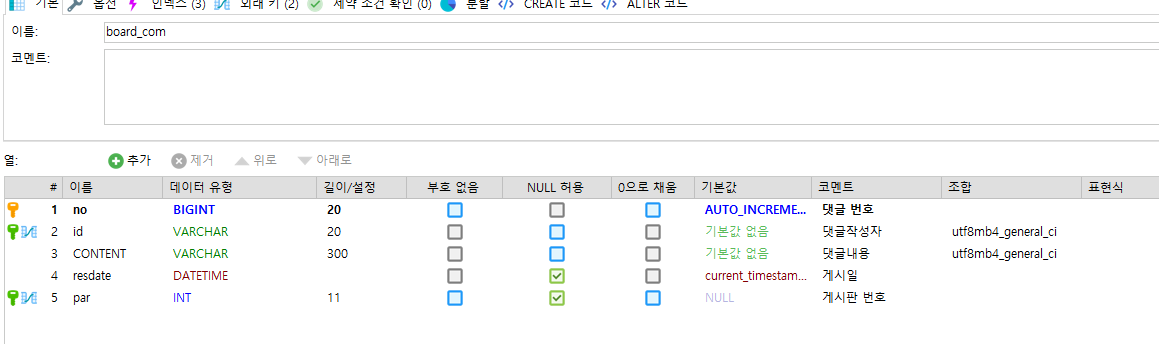 기본 옵션 인덱스 (3) 외래 키 (2) 제약 조건 확인 (0) 분할 CREATE 코드 ALTER 코드
이름: board_com
코멘트:
열: 추가 제거 위로 아래로
# 이름 데이터 유형 길이/설정 부호 없음 NULL 허용 0으로 채움 기본값 코멘트 조합 표현식
1 no BIGINT 20 AUTO_INCREME... 댓글 번호
2 id VARCHAR 20 기본값 없음 댓글작성자 utf8mb4_general_ci
3 CONTENT VARCHAR 300 기본값 없음 댓글내용 utf8mb4_general_ci
4 resdate DATETIME current_timestam... 게시일
5 par INT 11 NULL 게시판 번호